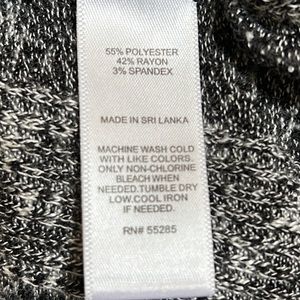 55% POLYESTER
42% RAYON
3% SPANDEX
MADE IN SRI LANKA
MACHINE WASH COLD
WITH LIKE COLORS.
ONLY NON-CHLORINE
BLEACH WHEN
NEEDED.TUMBLE DRY
LOW.COOL IRON
IF NEEDED.
RN# 55285